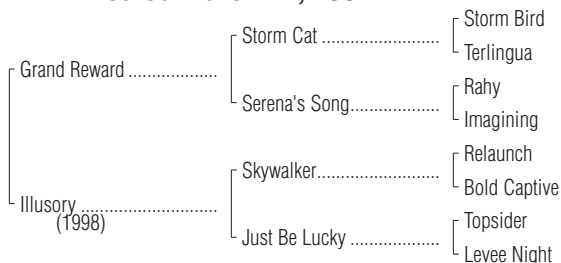 Storm Bird
Storm Cat ........................
Terlingua
Grand Reward ..................
Rahy
Serena's Song..................
Imagining
Relaunch
Skywalker........................
Bold Captive
Illusory ...........................
(1998)
Topsider
Just Be Lucky ..................
Levee Night